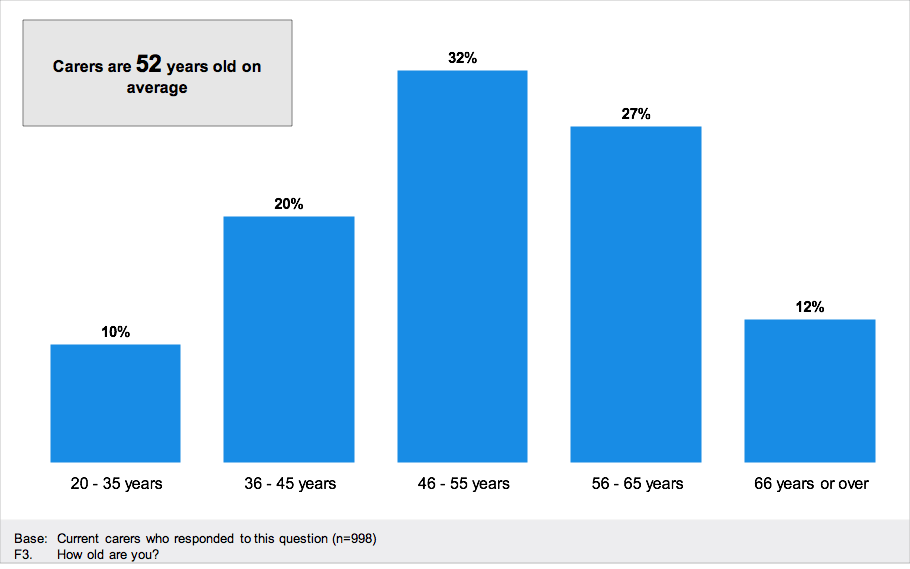 Carers are 52 years old on
average
32%
27%
20%
12%
10%
20 - 35 years
36 - 45 years
46 - 55 years
56 - 65 years
66 years or over
Base: Current carers who responded to this question (n=998)
F3. How old are you?